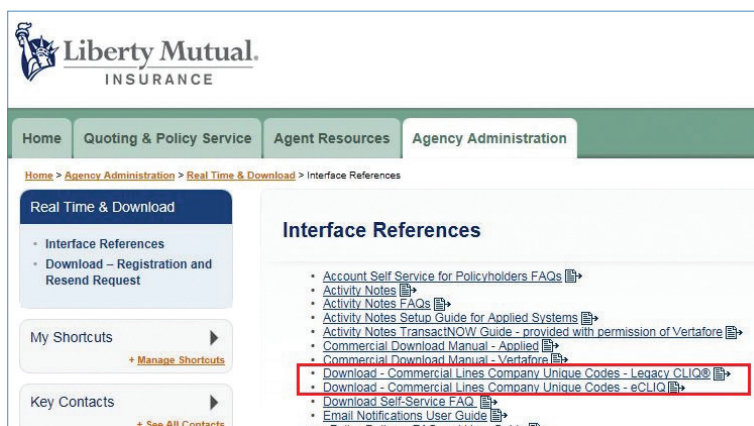 Liberty Mutual.
INSURANCE
Home
Quoting & Policy Service
Agent Resources
Agency Administration
Home > Agency Administration > Real Time & Download > Interface References
Real Time & Download
• Interface References
• Download – Registration and
Resend Request
My Shortcuts
+ Manage Shortcuts
Key Contacts
+ See All Contacts
Interface References
• Account Self Service for Policyholders FAQs
• Activity Notes
• Activity Notes FAQs
• Activity Notes Setup Guide for Applied Systems
• Activity Notes TransactNOW Guide - provided with permission of Vertafore
• Commercial Download Manual - Applied
• Commercial Download Manual - Vertafore
• Download - Commercial Lines Company Unique Codes - Legacy CLIQ®
• Download - Commercial Lines Company Unique Codes - eCLIQ
• Download Self-Service FAQ
• Email Notifications User Guide